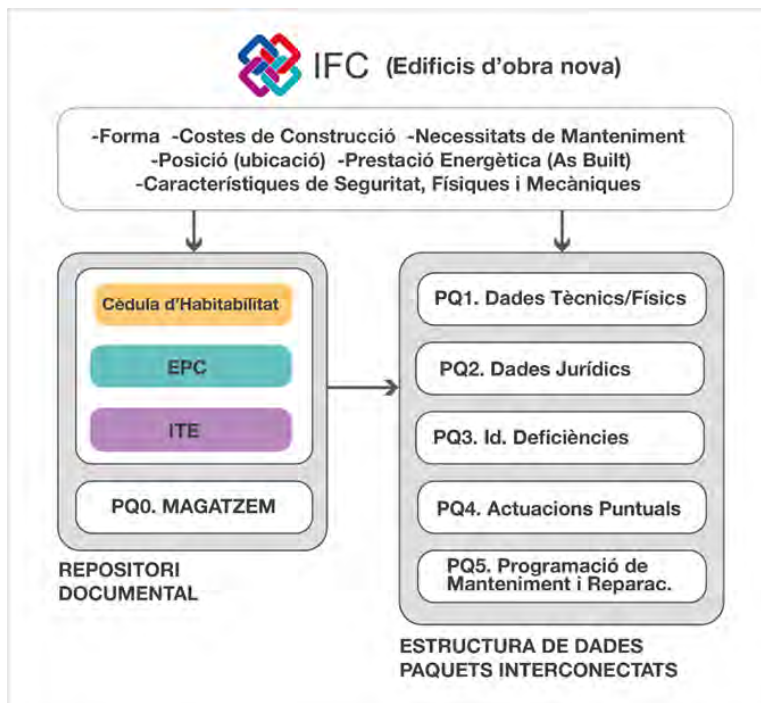 IFC (Edificis d'obra nova)
-Forma -Costes de Construcció -Necessitats de Manteniment
-Posició (ubicació) -Prestació Energètica (As Built)
-Característiques de Seguritat, Físiques i Mecàniques
Cèdula d'Habitabilitat
EPC
ITE
PQ0. MAGATZEM
REPOSITORI
DOCUMENTAL
PQ1. Dades Tècnics/Físics
PQ2. Dades Jurídics
PQ3. Id. Deficiències
PQ4. Actuacions Puntuals
PQ5. Programació de
Manteniment i Reparac.
ESTRUCTURA DE DADES
PAQUETS INTERCONECTATS